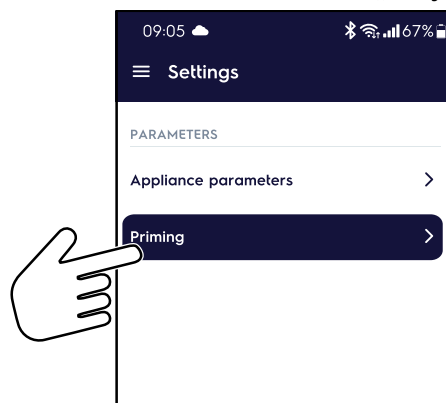 09:05
67%
Settings
PARAMETERS
Appliance parameters
Priming